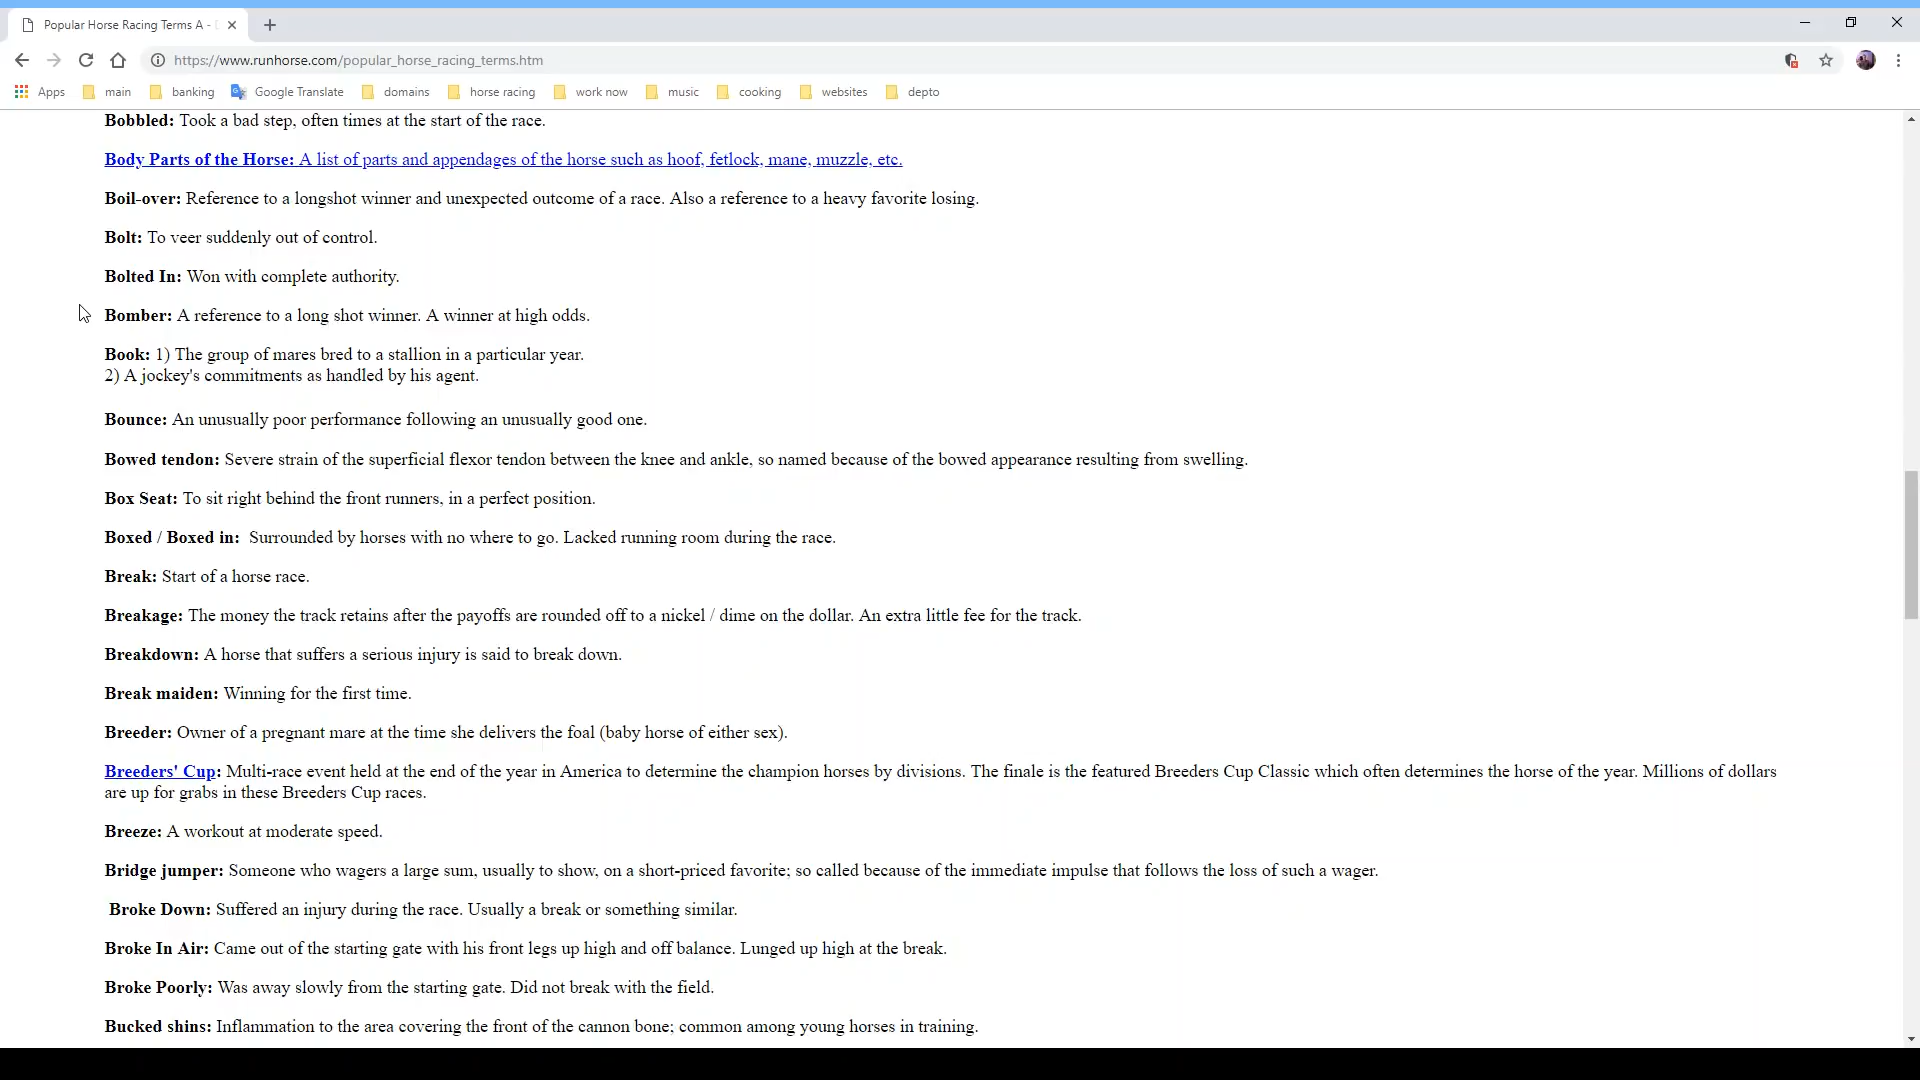 Popular Horse Racing Terms A -
https://www.runhorse.com/popular_horse_racing_terms.htm
Apps main banking Google Translate domains horse racing work now music cooking websites depto
Bobbled: Took a bad step, often times at the start of the race.
Body Parts of the Horse: A list of parts and appendages of the horse such as hoof, fetlock, mane, muzzle, etc.
Boil-over: Reference to a longshot winner and unexpected outcome of a race. Also a reference to a heavy favorite losing.
Bolt: To veer suddenly out of control.
Bolted In: Won with complete authority.
Bomber: A reference to a long shot winner. A winner at high odds.
Book: 1) The group of mares bred to a stallion in a particular year.
2) A jockey's commitments as handled by his agent.
Bounce: An unusually poor performance following an unusually good one.
Bowed tendon: Severe strain of the superficial flexor tendon between the knee and ankle, so named because of the bowed appearance resulting from swelling.
Box Seat: To sit right behind the front runners, in a perfect position.
Boxed / Boxed in: Surrounded by horses with no where to go. Lacked running room during the race.
Break: Start of a horse race.
Breakage: The money the track retains after the payoffs are rounded off to a nickel / dime on the dollar. An extra little fee for the track.
Breakdown: A horse that suffers a serious injury is said to break down.
Break maiden: Winning for the first time.
Breeder: Owner of a pregnant mare at the time she delivers the foal (baby horse of either sex).
Breeders' Cup: Multi-race event held at the end of the year in America to determine the champion horses by divisions. The finale is the featured Breeders Cup Classic which often determines the horse of the year. Millions of dollars
are up for grabs in these Breeders Cup races.
Breeze: A workout at moderate speed.
Bridge jumper: Someone who wagers a large sum, usually to show, on a short-priced favorite; so called because of the immediate impulse that follows the loss of such a wager.
Broke Down: Suffered an injury during the race. Usually a break or something similar.
Broke In Air: Came out of the starting gate with his front legs up high and off balance. Lunged up high at the break.
Broke Poorly: Was away slowly from the starting gate. Did not break with the field.
Bucked shins: Inflammation to the area covering the front of the cannon bone; common among young horses in training.